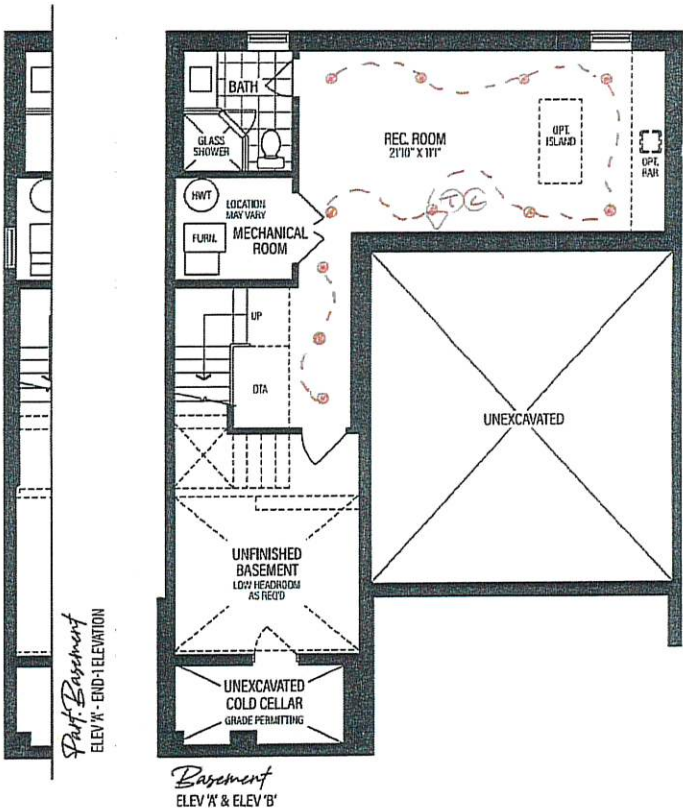 BATH
GLASS
SHOWER
REC. ROOM
21'10" X 11'1"
OPT.
ISLAND
OPT.
BAR
HWT
LOCATION
MAY VARY
FURN.
MECHANICAL
ROOM
T C
UP
DTA
UNEXCAVATED
UNFINISHED
BASEMENT
LOW HEADROOM
AS REQ'D
UNEXCAVATED
COLD CELLAR
GRADE PERMITTING
Part. Basement
ELEV 'A' - END-1 ELEVATION
Basement
ELEV 'A' & ELEV 'B'